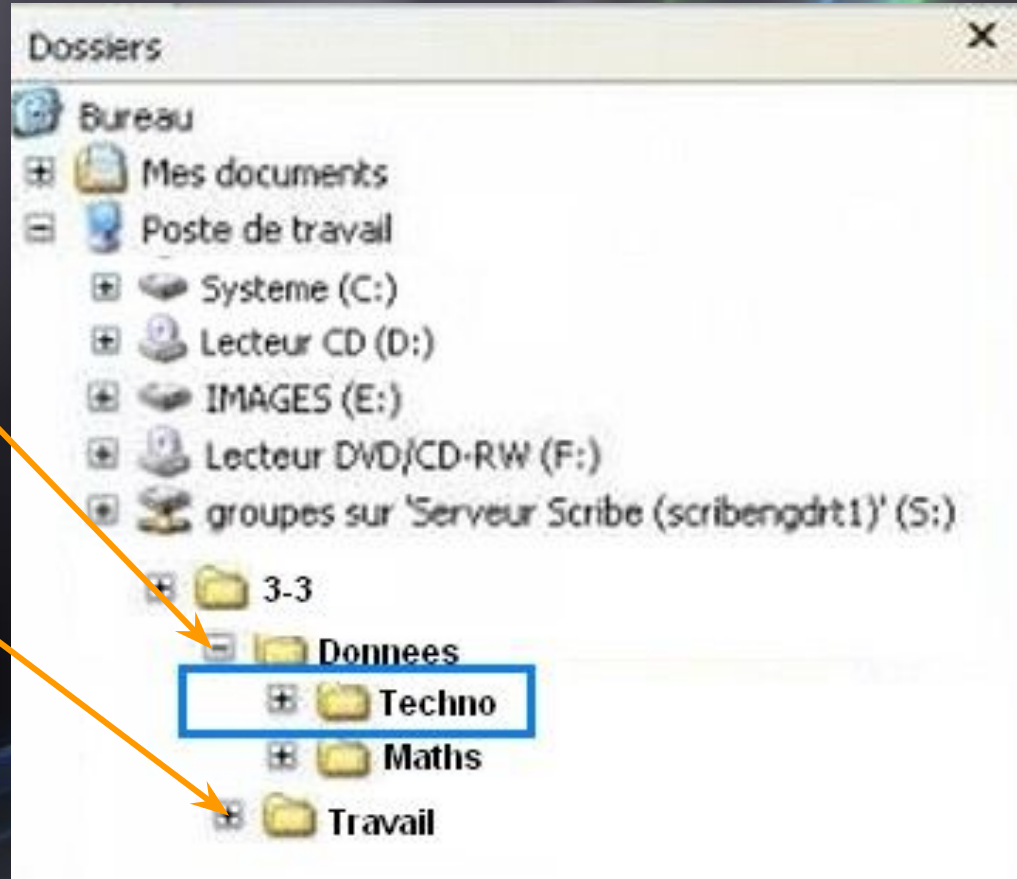 Dossiers
Bureau
Mes documents
Poste de travail
Systeme (C:)
Lecteur CD (D:)
IMAGES (E:)
Lecteur DVD/CD-RW (F:)
groupes sur 'Serveur Scribe (scribengdrt1)' (S:)
3-3
Donnees
Techno
Maths
Travail